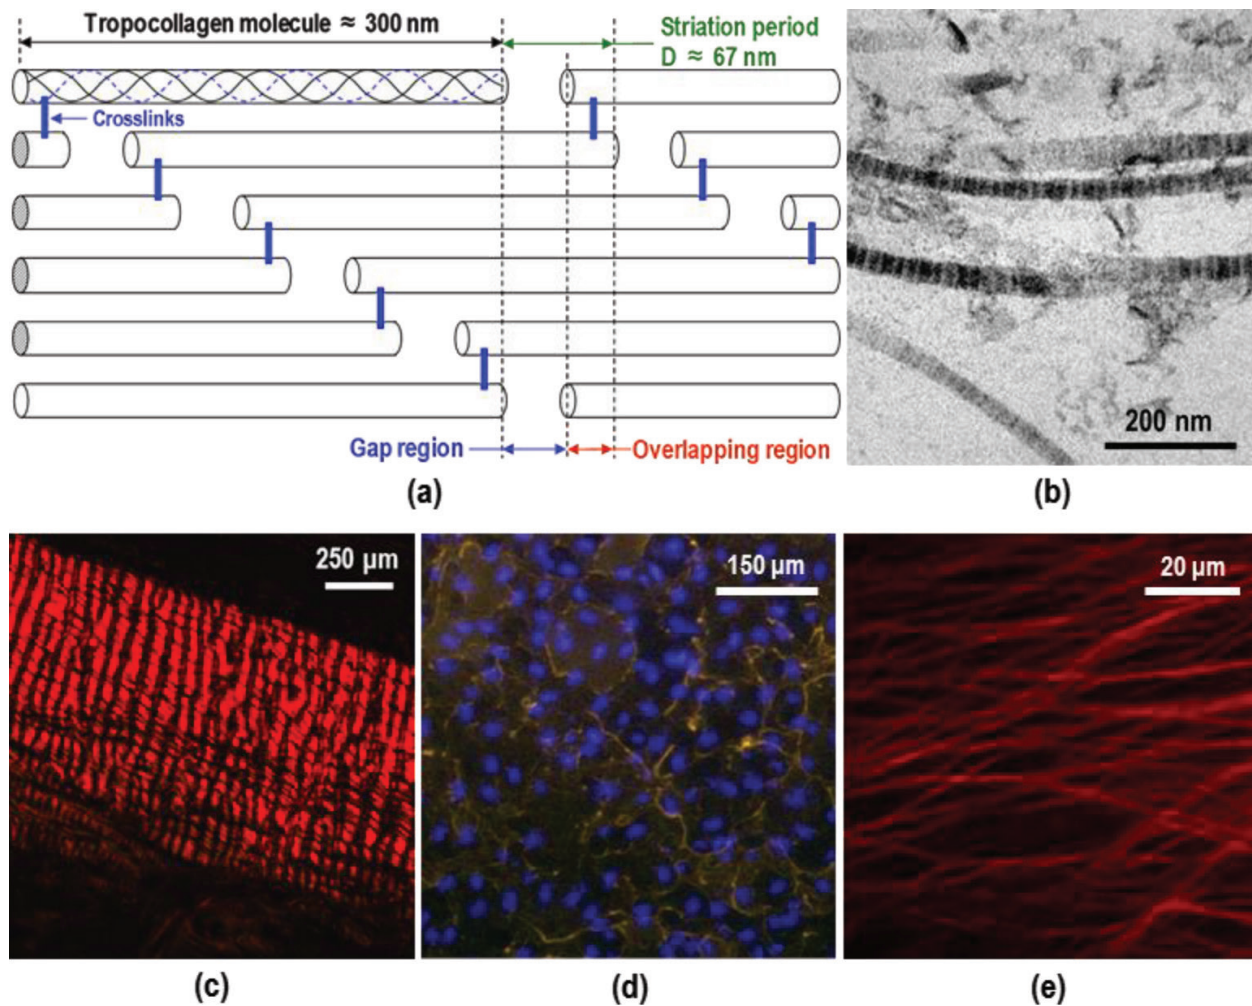 Tropocollagen molecule ≈ 300 nm
Striation period
D ≈ 67 nm
Crosslinks
Gap region
Overlapping region
(a)
200 nm
(b)
250 µm
(c)
150 µm
(d)
20 µm
(e)